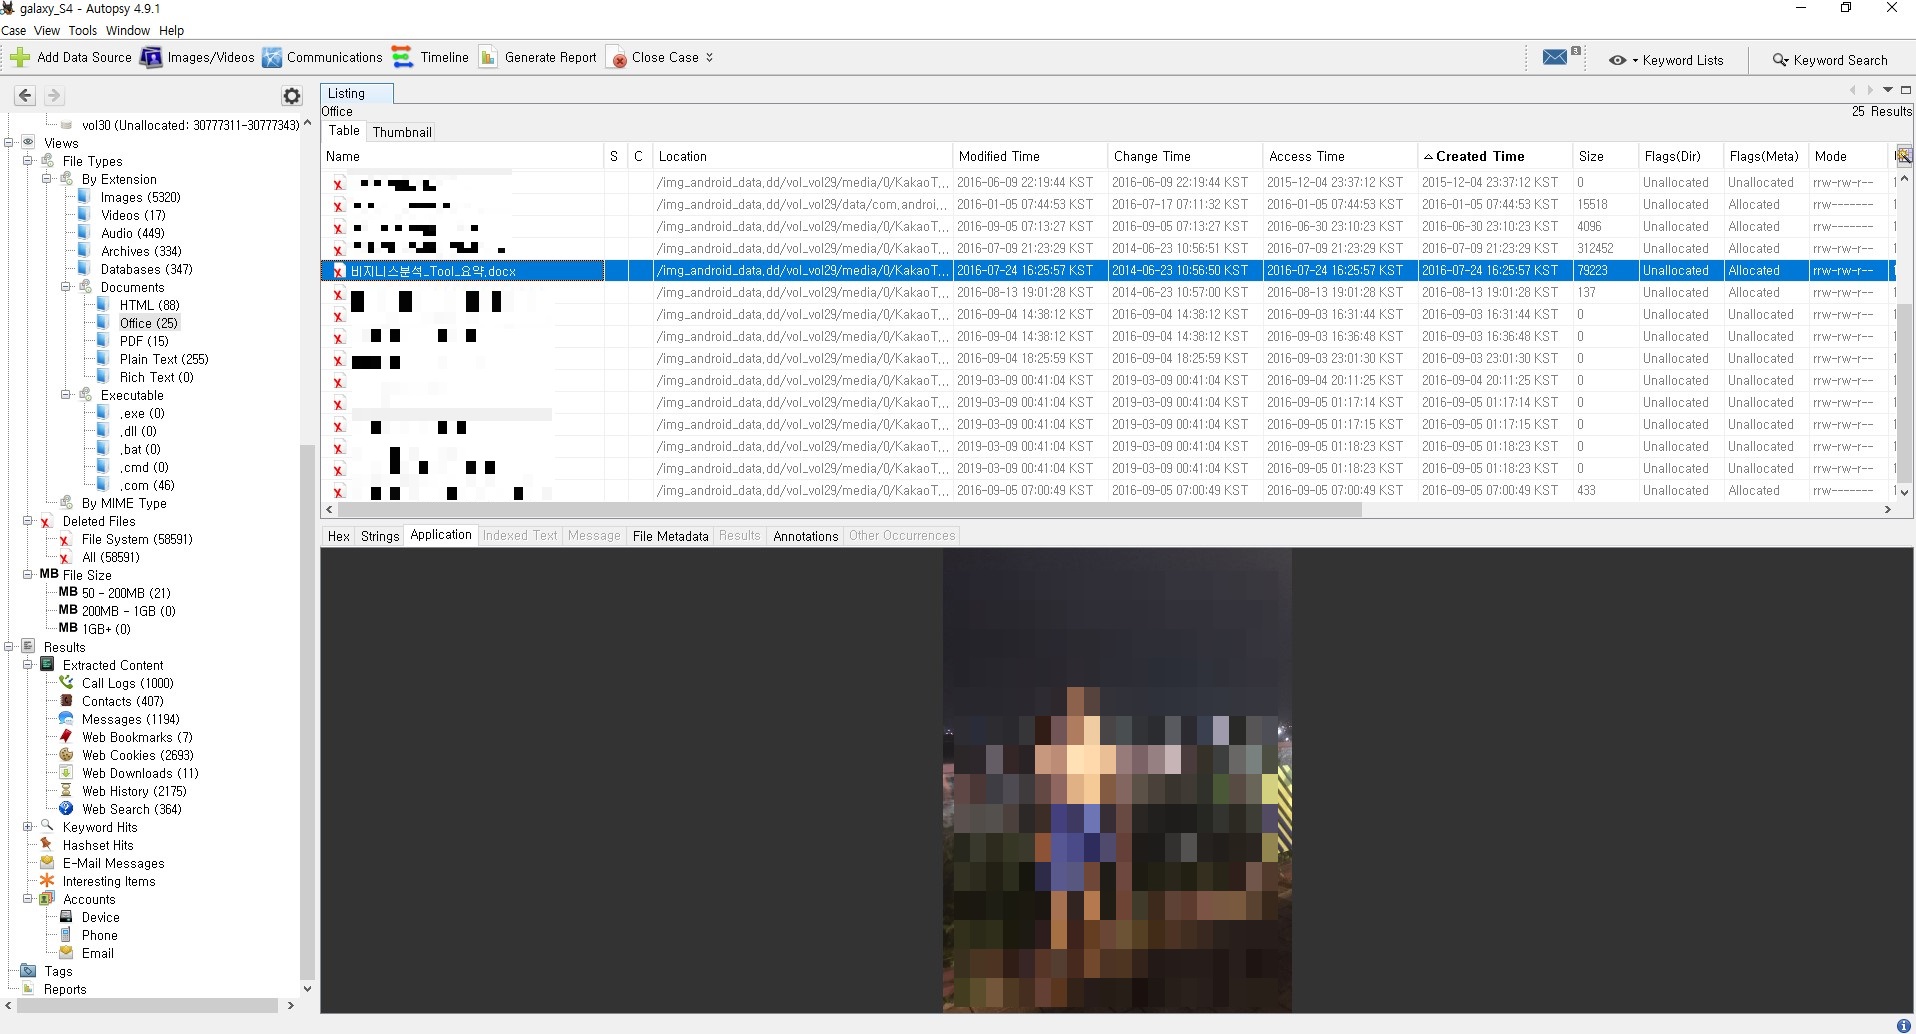 galaxy_S4 - Autopsy 4.9.1
Case View Tools Window Help
Add Data Source Images/Videos Communications Timeline Generate Report Close Case 3 Keyword Lists Keyword Search
Listing
Office 25 Results
Table Thumbnail
Name S C Location Modified Time Change Time Access Time Created Time Size Flags(Dir) Flags(Meta) Mode
/img_android_data.dd/vol_vol29/media/0/KakaoT... 2016-06-09 22:19:44 KST 2016-06-09 22:19:44 KST 2015-12-04 23:37:12 KST 2015-12-04 23:37:12 KST 0 Unallocated Unallocated rrw-rw-r--
/img_android_data.dd/vol_vol29/data/com.androi... 2016-01-05 07:44:53 KST 2016-07-17 07:11:32 KST 2016-01-05 07:44:53 KST 2016-01-05 07:44:53 KST 15518 Unallocated Allocated rrw-------
/img_android_data.dd/vol_vol29/media/0/KakaoT... 2016-09-05 07:13:27 KST 2016-09-05 07:13:27 KST 2016-06-30 23:10:23 KST 2016-06-30 23:10:23 KST 4096 Unallocated Allocated rrw-------
/img_android_data.dd/vol_vol29/media/0/KakaoT... 2016-07-09 21:23:29 KST 2014-06-23 10:56:51 KST 2016-07-09 21:23:29 KST 2016-07-09 21:23:29 KST 312452 Unallocated Allocated rrw-rw-r--
비지니스분석_Tool_요약.docx /img_android_data.dd/vol_vol29/media/0/KakaoT... 2016-07-24 16:25:57 KST 2014-06-23 10:56:50 KST 2016-07-24 16:25:57 KST 2016-07-24 16:25:57 KST 79223 Unallocated Allocated rrw-rw-r--
/img_android_data.dd/vol_vol29/media/0/KakaoT... 2016-08-13 19:01:28 KST 2014-06-23 10:57:00 KST 2016-08-13 19:01:28 KST 2016-08-13 19:01:28 KST 137 Unallocated Allocated rrw-rw-r--
/img_android_data.dd/vol_vol29/media/0/KakaoT... 2016-09-04 14:38:12 KST 2016-09-04 14:38:12 KST 2016-09-03 16:31:44 KST 2016-09-03 16:31:44 KST 0 Unallocated Unallocated rrw-rw-r--
/img_android_data.dd/vol_vol29/media/0/KakaoT... 2016-09-04 14:38:12 KST 2016-09-04 14:38:12 KST 2016-09-03 16:36:48 KST 2016-09-03 16:36:48 KST 0 Unallocated Unallocated rrw-rw-r--
/img_android_data.dd/vol_vol29/media/0/KakaoT... 2016-09-04 18:25:59 KST 2016-09-04 18:25:59 KST 2016-09-03 23:01:30 KST 2016-09-03 23:01:30 KST 0 Unallocated Unallocated rrw-rw-r--
/img_android_data.dd/vol_vol29/media/0/KakaoT... 2019-03-09 00:41:04 KST 2019-03-09 00:41:04 KST 2016-09-04 20:11:25 KST 2016-09-04 20:11:25 KST 0 Unallocated Unallocated rrw-rw-r--
/img_android_data.dd/vol_vol29/media/0/KakaoT... 2019-03-09 00:41:04 KST 2019-03-09 00:41:04 KST 2016-09-05 01:17:14 KST 2016-09-05 01:17:14 KST 0 Unallocated Unallocated rrw-rw-r--
/img_android_data.dd/vol_vol29/media/0/KakaoT... 2019-03-09 00:41:04 KST 2019-03-09 00:41:04 KST 2016-09-05 01:17:15 KST 2016-09-05 01:17:15 KST 0 Unallocated Unallocated rrw-rw-r--
/img_android_data.dd/vol_vol29/media/0/KakaoT... 2019-03-09 00:41:04 KST 2019-03-09 00:41:04 KST 2016-09-05 01:18:23 KST 2016-09-05 01:18:23 KST 0 Unallocated Unallocated rrw-rw-r--
/img_android_data.dd/vol_vol29/media/0/KakaoT... 2019-03-09 00:41:04 KST 2019-03-09 00:41:04 KST 2016-09-05 01:18:23 KST 2016-09-05 01:18:23 KST 0 Unallocated Unallocated rrw-rw-r--
/img_android_data.dd/vol_vol29/media/0/KakaoT... 2016-09-05 07:00:49 KST 2016-09-05 07:00:49 KST 2016-09-05 07:00:49 KST 2016-09-05 07:00:49 KST 433 Unallocated Allocated rrw-------
Hex Strings Application Indexed Text Message File Metadata Results Annotations Other Occurrences
vol30 (Unallocated: 30777311-30777343)
Views
File Types
By Extension
Images (5320)
Videos (17)
Audio (449)
Archives (334)
Databases (347)
Documents
HTML (88)
Office (25)
PDF (15)
Plain Text (255)
Rich Text (0)
Executable
.exe (0)
.dll (0)
.bat (0)
.cmd (0)
.com (46)
By MIME Type
Deleted Files
File System (58591)
All (58591)
MB File Size
MB 50 - 200MB (21)
MB 200MB - 1GB (0)
MB 1GB+ (0)
Results
Extracted Content
Call Logs (1000)
Contacts (407)
Messages (1194)
Web Bookmarks (7)
Web Cookies (2693)
Web Downloads (11)
Web History (2175)
Web Search (364)
Keyword Hits
Hashset Hits
E-Mail Messages
Interesting Items
Accounts
Device
Phone
Email
Tags
Reports